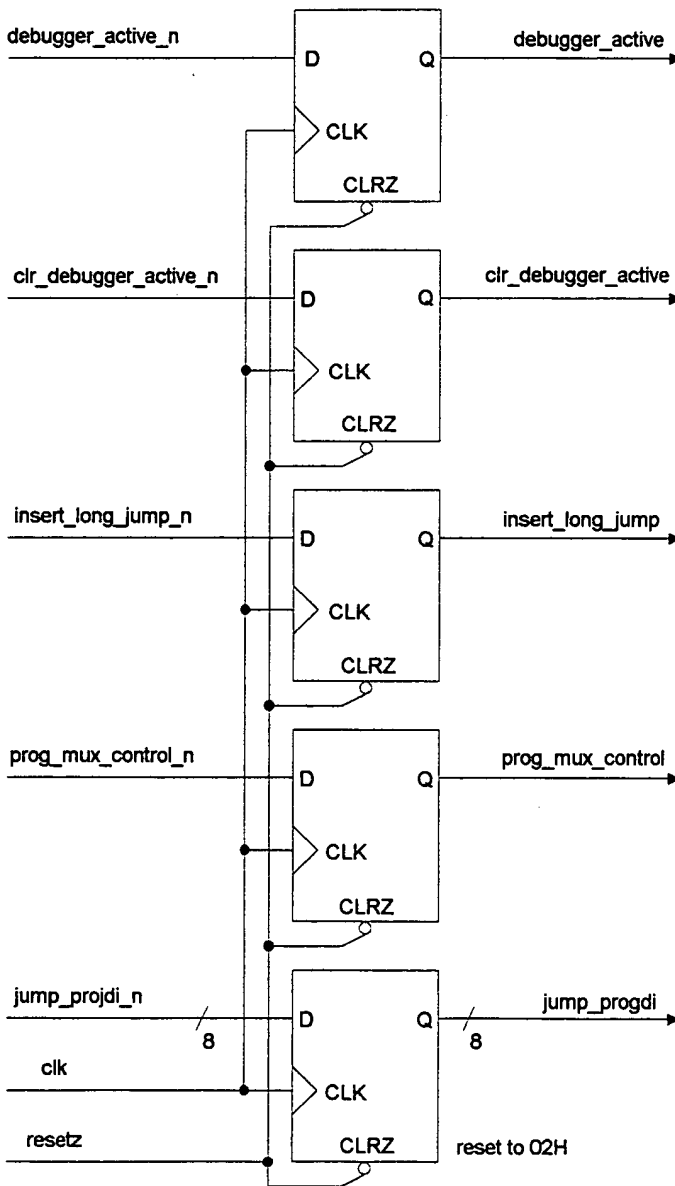 debugger_active_n
debugger_active
D
Q
CLK
CLRZ
clr_debugger_active_n
clr_debugger_active
D
Q
CLK
CLRZ
insert_long_jump_n
insert_long_jump
D
Q
CLK
CLRZ
prog_mux_control_n
prog_mux_control
D
Q
CLK
CLRZ
jump_projdi_n
jump_progdi
D
Q
8
8
clk
CLK
resetz
CLRZ
reset to 02H